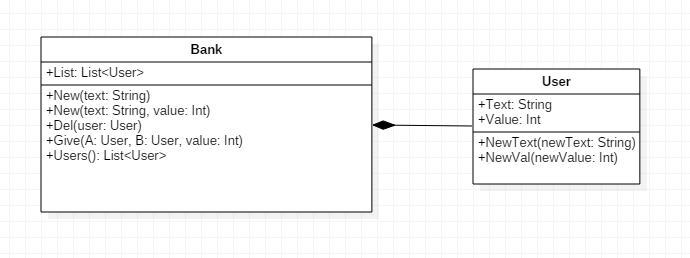 Bank
+List: List<User>
+New(text: String)
+New(text: String, value: Int)
+Del(user: User)
+Give(A: User, B: User, value: Int)
+Users(): List<User>
User
+Text: String
+Value: Int
+NewText(newText: String)
+NewVal(newValue: Int)